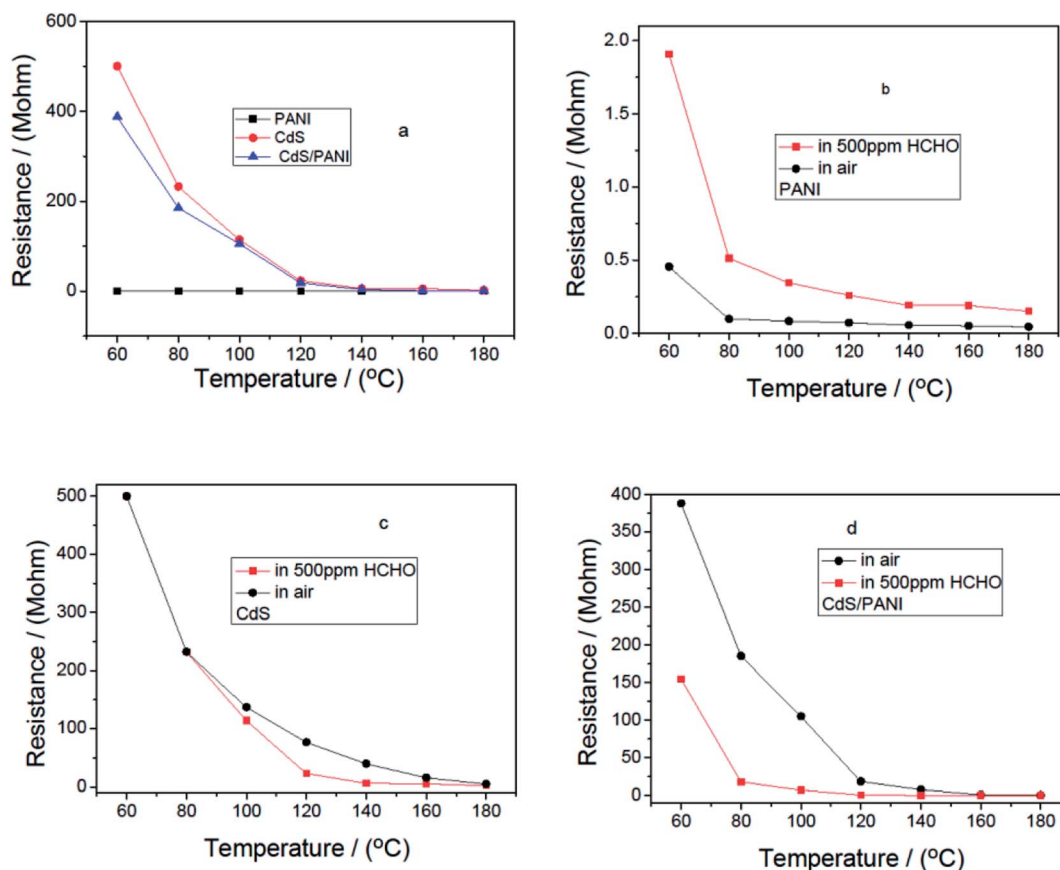 600
400
200
0
Resistance / (Mohm)
PANI
CdS
CdS/PANI
a
60 80 100 120 140 160 180
Temperature / (ºC)
2.0
1.5
1.0
0.5
0.0
Resistance / (Mohm)
b
in 500ppm HCHO
in air
PANI
60 80 100 120 140 160 180
Temperature / (ºC)
500
400
300
200
100
0
Resistance / (Mohm)
c
in 500ppm HCHO
in air
CdS
60 80 100 120 140 160 180
Temperature / (ºC)
400
350
300
250
200
150
100
50
0
Resistance / (Mohm)
d
in air
in 500ppm HCHO
CdS/PANI
60 80 100 120 140 160 180
Temperature / (ºC)